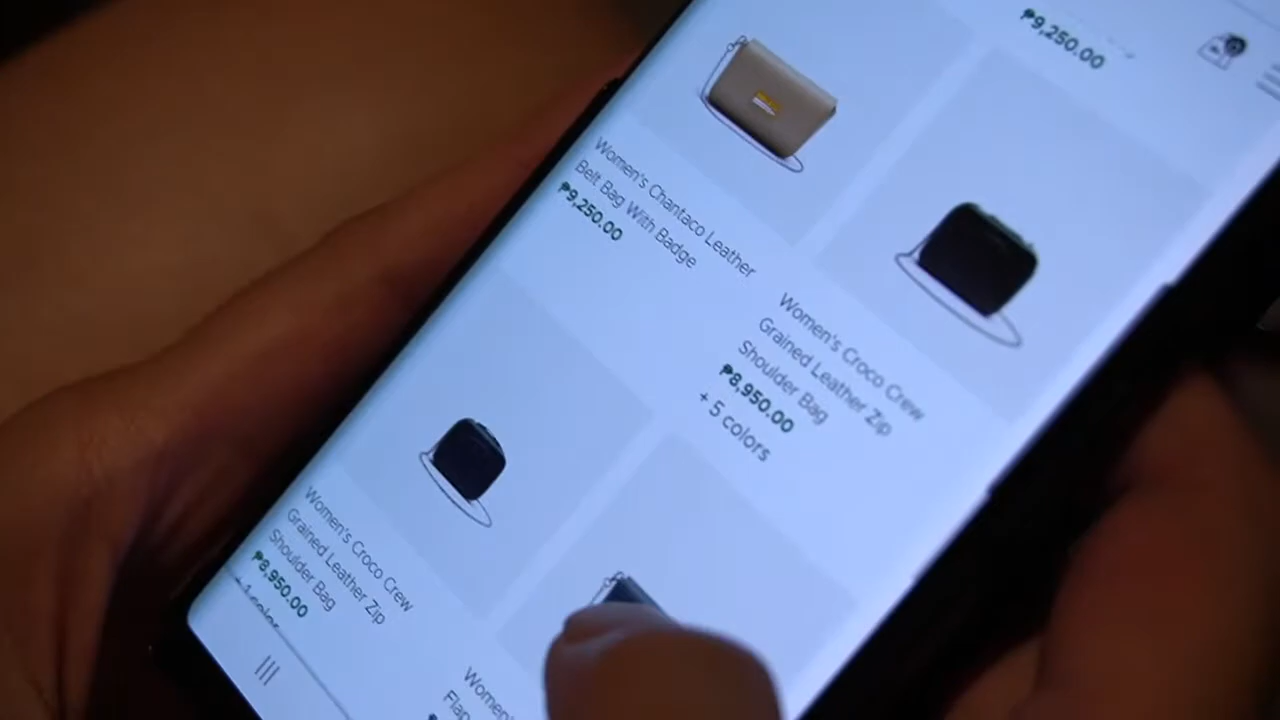 ₱9,250.00
Women's Chantaco Leather
Belt Bag With Badge
₱9,250.00
Women's Croco Crew
Grained Leather Zip
Shoulder Bag
₱8,950.00
+ 5 colors
Women's Croco Crew
Grained Leather Zip
Shoulder Bag
₱8,950.00